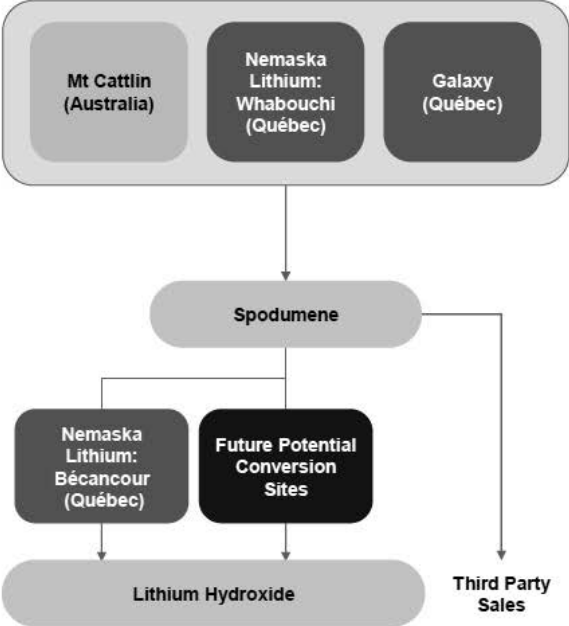 Mt Cattlin
(Australia)
Nemaska
Lithium:
Whabouchi
(Québec)
Galaxy
(Québec)
Spodumene
Nemaska
Lithium:
Bécancour
(Québec)
Future Potential
Conversion
Sites
Lithium Hydroxide
Third Party
Sales